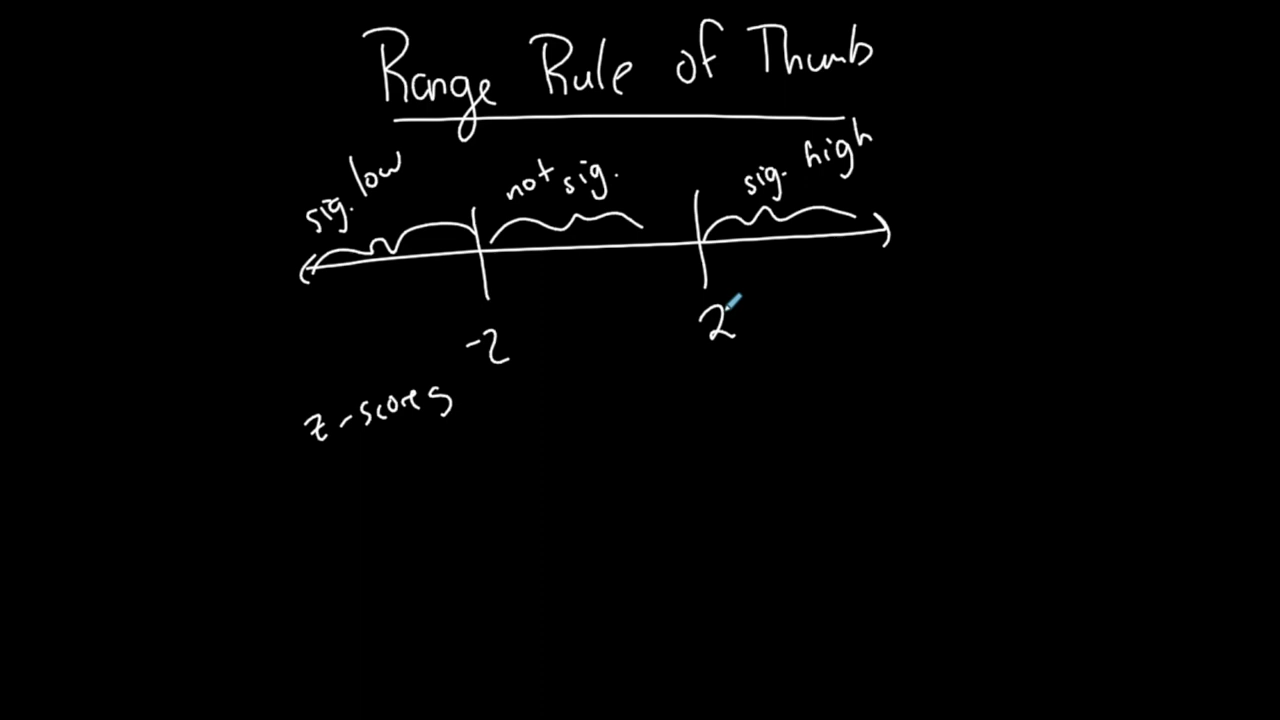 Range Rule of Thumb
sig. low
not sig.
sig. high
-2
2
z-scores